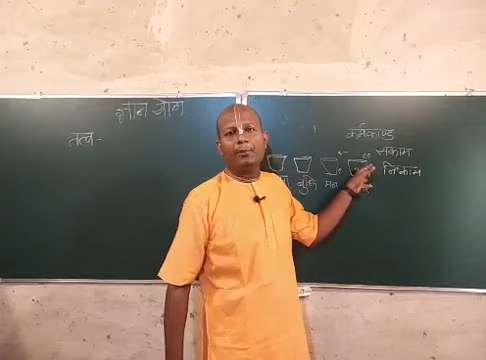 ज्ञान योग
तत्व-
कर्मकाण्ड
सकाम
निष्काम
बुद्धि मन